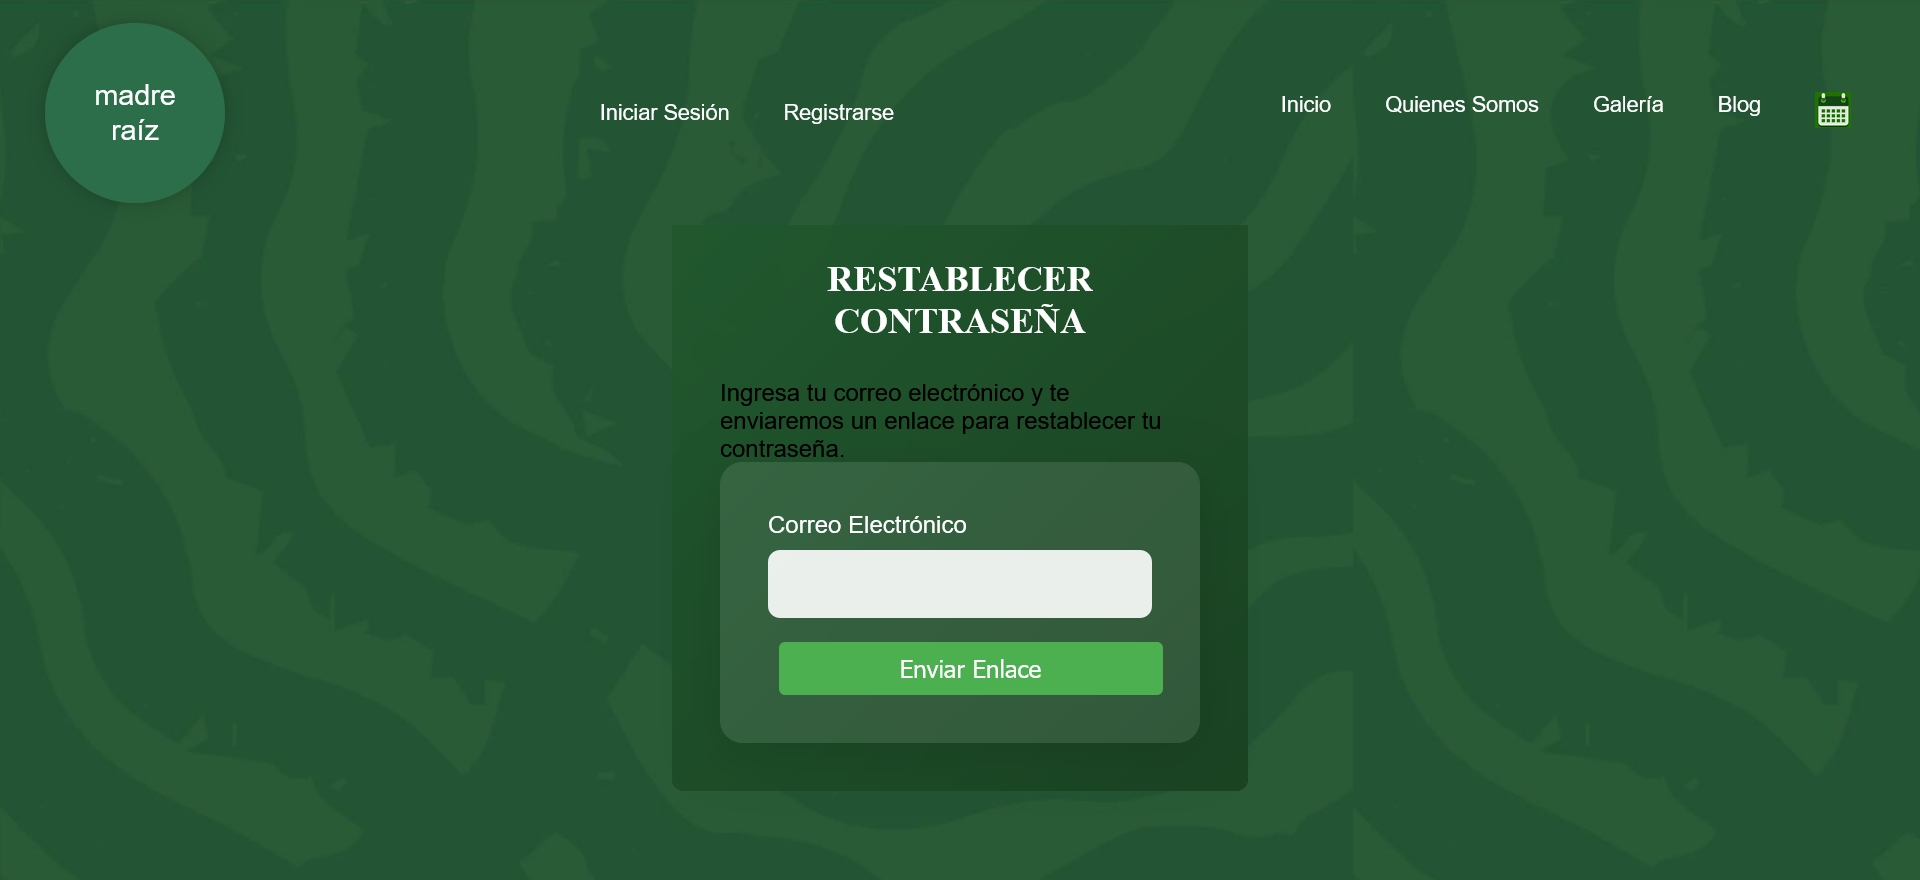 madre
raíz
Iniciar Sesión
Registrarse
Inicio
Quienes Somos
Galería
Blog
RESTABLECER
CONTRASEÑA
Ingresa tu correo electrónico y te
enviaremos un enlace para restablecer tu
contraseña.
Correo Electrónico
Enviar Enlace